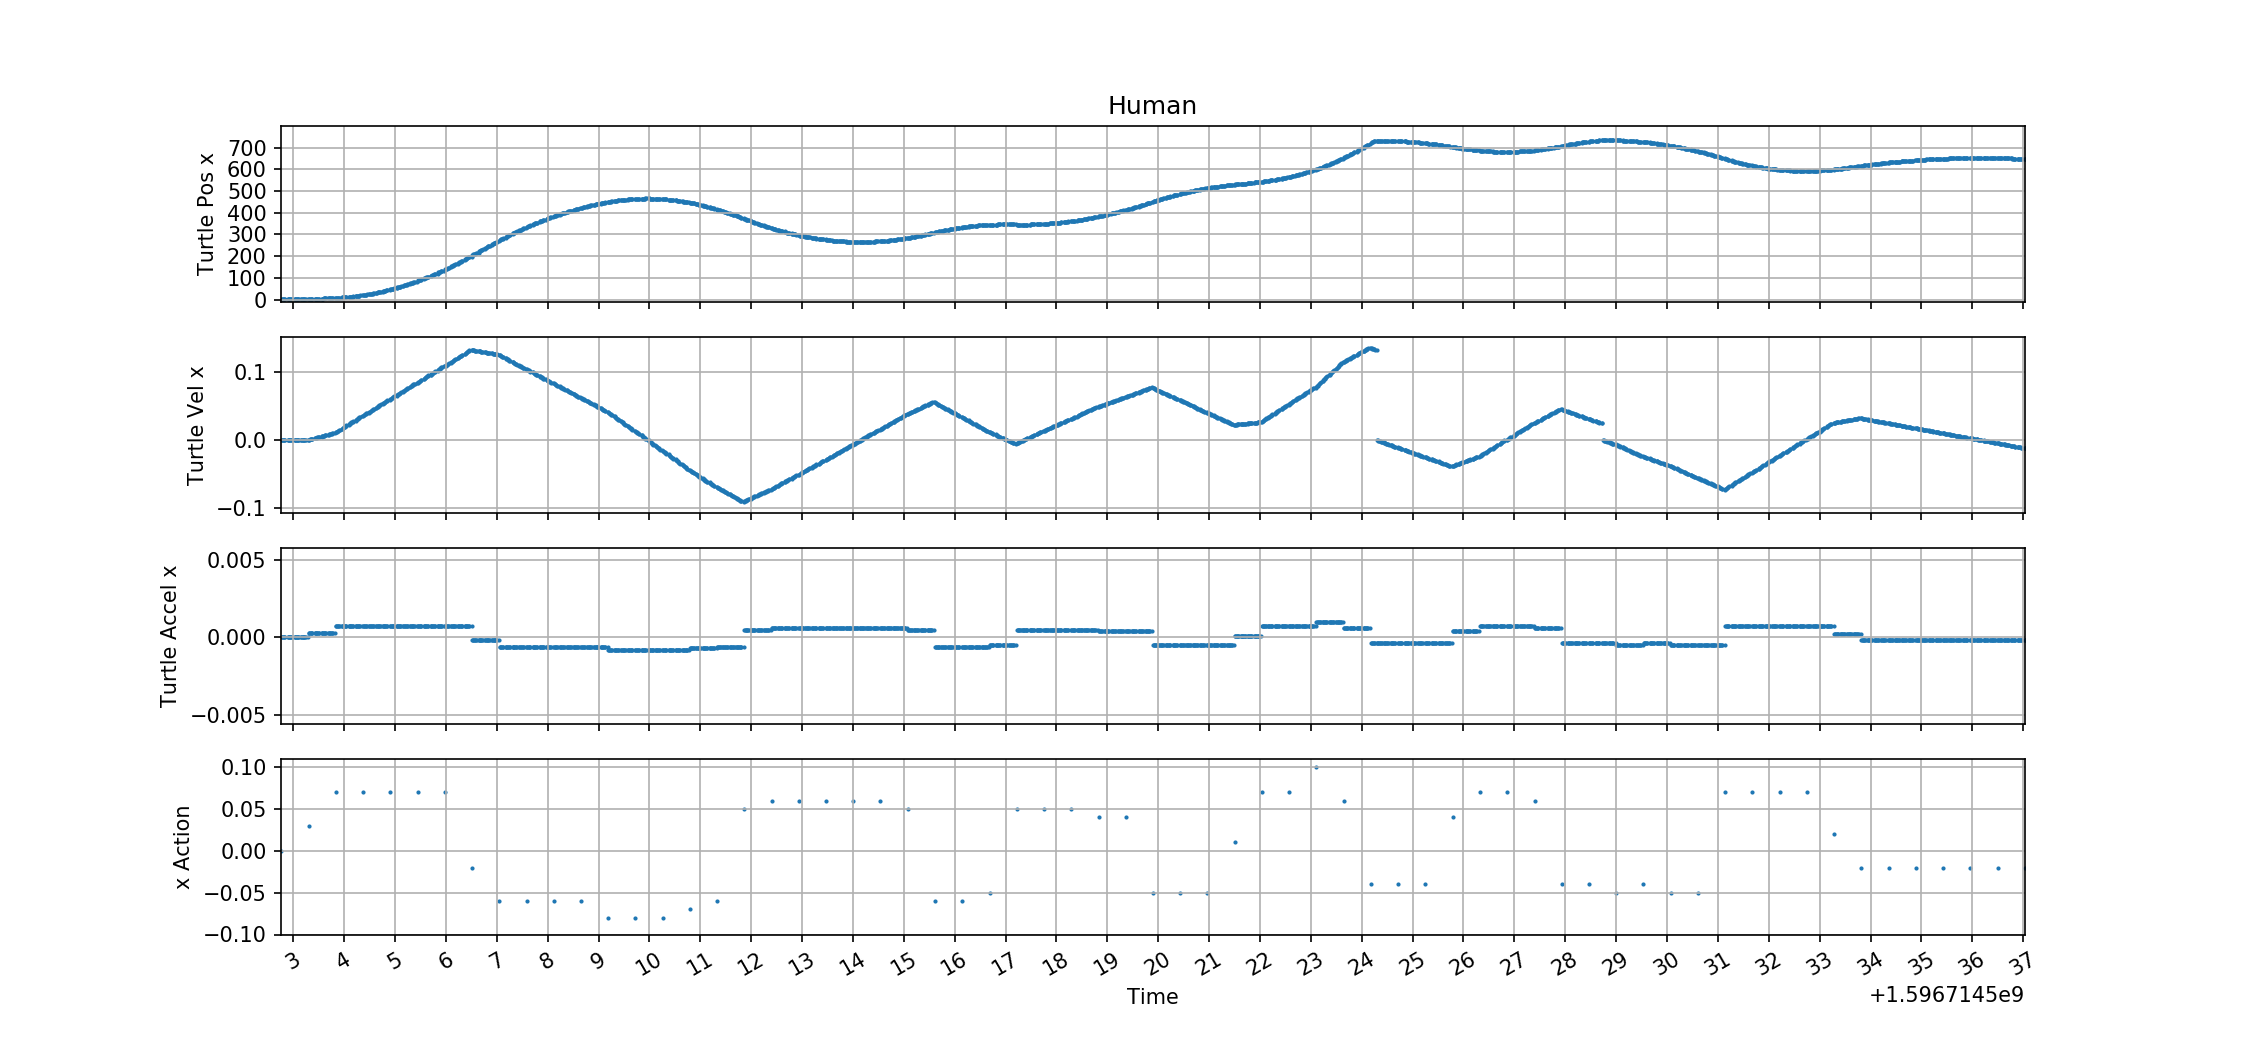 Human
Turtle Pos x
700
600
500
400
300
200
100
0
Turtle Vel x
0.1
0.0
−0.1
Turtle Accel x
0.005
0.000
−0.005
x Action
0.10
0.05
0.00
−0.05
−0.10
3 4 5 6 7 8 9 10 11 12 13 14 15 16 17 18 19 20 21 22 23 24 25 26 27 28 29 30 31 32 33 34 35 36 37
Time
+1.5967145e9